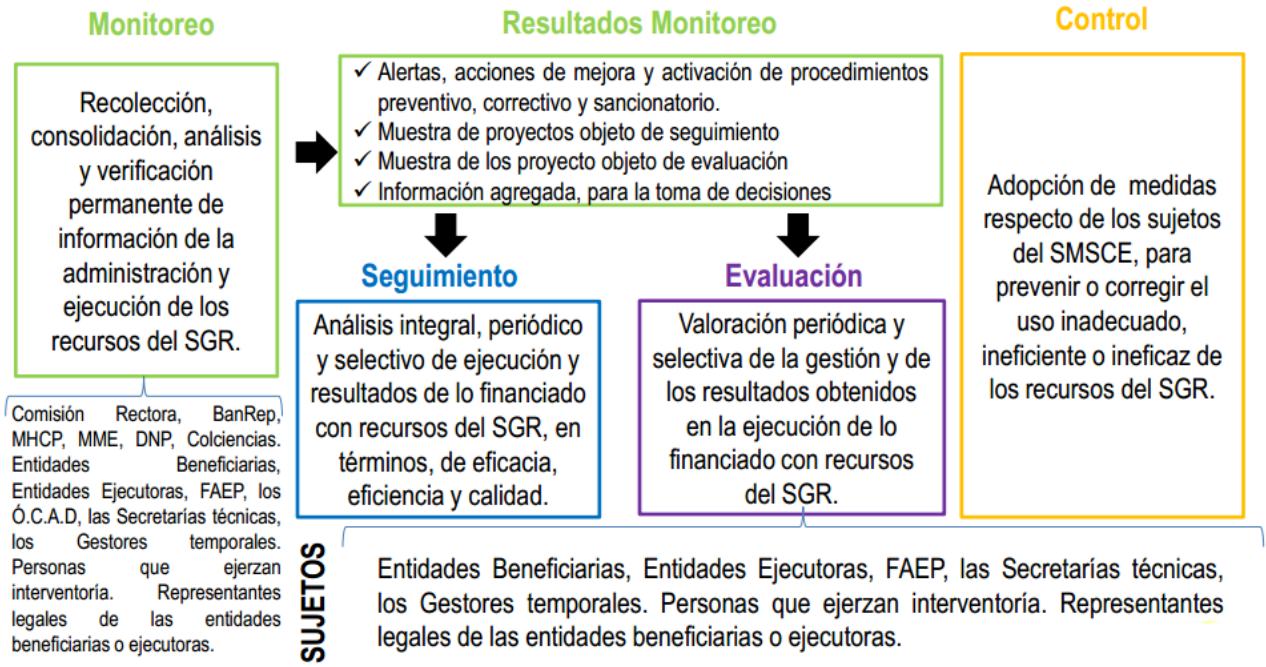 Monitoreo
Recolección,
consolidación, análisis
y verificación
permanente de
información de la
administración y
ejecución de los
recursos del SGR.
Comisión Rectora, BanRep,
MHCP, MME, DNP, Colciencias.
Entidades Beneficiarias,
Entidades Ejecutoras, FAEP, los
Ó.C.A.D, las Secretarías técnicas,
los Gestores temporales.
Personas que ejerzan
interventoría. Representantes
legales de las entidades
beneficiarias o ejecutoras.
Resultados Monitoreo
✓ Alertas, acciones de mejora y activación de procedimientos
preventivo, correctivo y sancionatorio.
✓ Muestra de proyectos objeto de seguimiento
✓ Muestra de los proyecto objeto de evaluación
✓ Información agregada, para la toma de decisiones
Seguimiento
Análisis integral, periódico
y selectivo de ejecución y
resultados de lo financiado
con recursos del SGR, en
términos, de eficacia,
eficiencia y calidad.
Evaluación
Valoración periódica y
selectiva de la gestión y de
los resultados obtenidos
en la ejecución de lo
financiado con recursos
del SGR.
Control
Adopción de medidas
respecto de los sujetos
del SMSCE, para
prevenir o corregir el
uso inadecuado,
ineficiente o ineficaz de
los recursos del SGR.
SUJETOS
Entidades Beneficiarias, Entidades Ejecutoras, FAEP, las Secretarías técnicas,
los Gestores temporales. Personas que ejerzan interventoría. Representantes
legales de las entidades beneficiarias o ejecutoras.